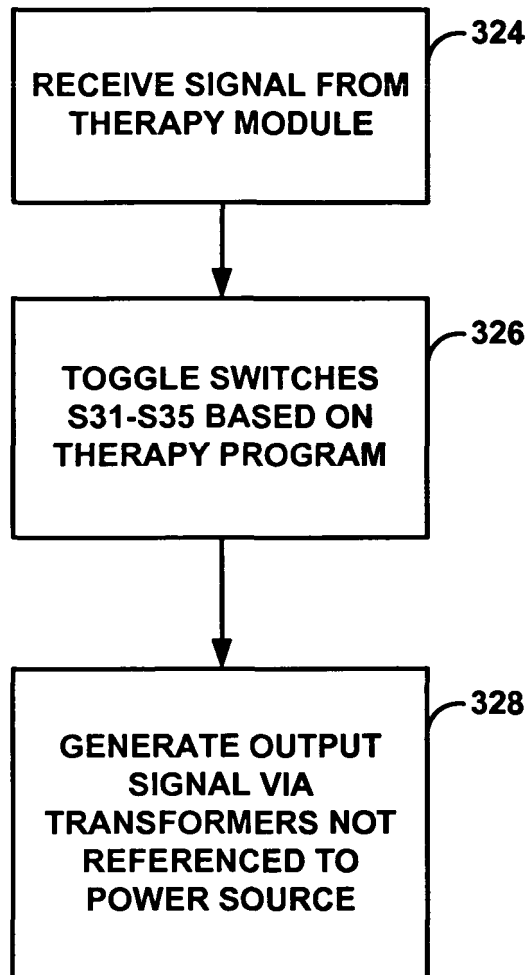 324
RECEIVE SIGNAL FROM
THERAPY MODULE
326
TOGGLE SWITCHES
S31-S35 BASED ON
THERAPY PROGRAM
328
GENERATE OUTPUT
SIGNAL VIA
TRANSFORMERS NOT
REFERENCED TO
POWER SOURCE